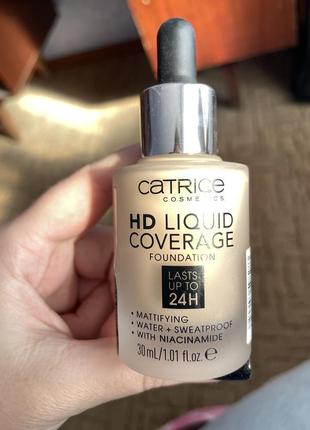 CATRICE
COSMETICS
HD LIQUID
COVERAGE
FOUNDATION
LASTS
UP TO
24H
• MATTIFYING
• WATER + SWEATPROOF
• WITH NIACINAMIDE
30 mL/1.01 fl.oz. ℮